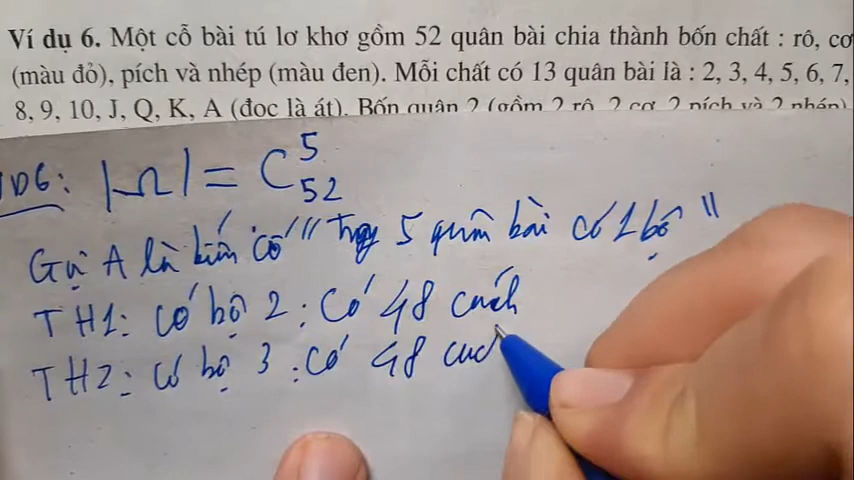 Ví dụ 6. Một cỗ bài tú lơ khơ gồm 52 quân bài chia thành bốn chất : rô, cơ
(màu đỏ), pích và nhép (màu đen). Mỗi chất có 13 quân bài là : 2, 3, 4, 5, 6, 7,
8, 9, 10, J, Q, K, A (đọc là át). Bốn quân 2 (gồm 2 rô, 2 cơ, 2 pích và 2 nhép)
VD6: |Ω| = C⁵₅₂
Gọi A là biến cố "Trong 5 quân bài có 1 bộ"
TH1: có bộ 2 : Có 48 cách
TH2: có bộ 3 : Có 48 các